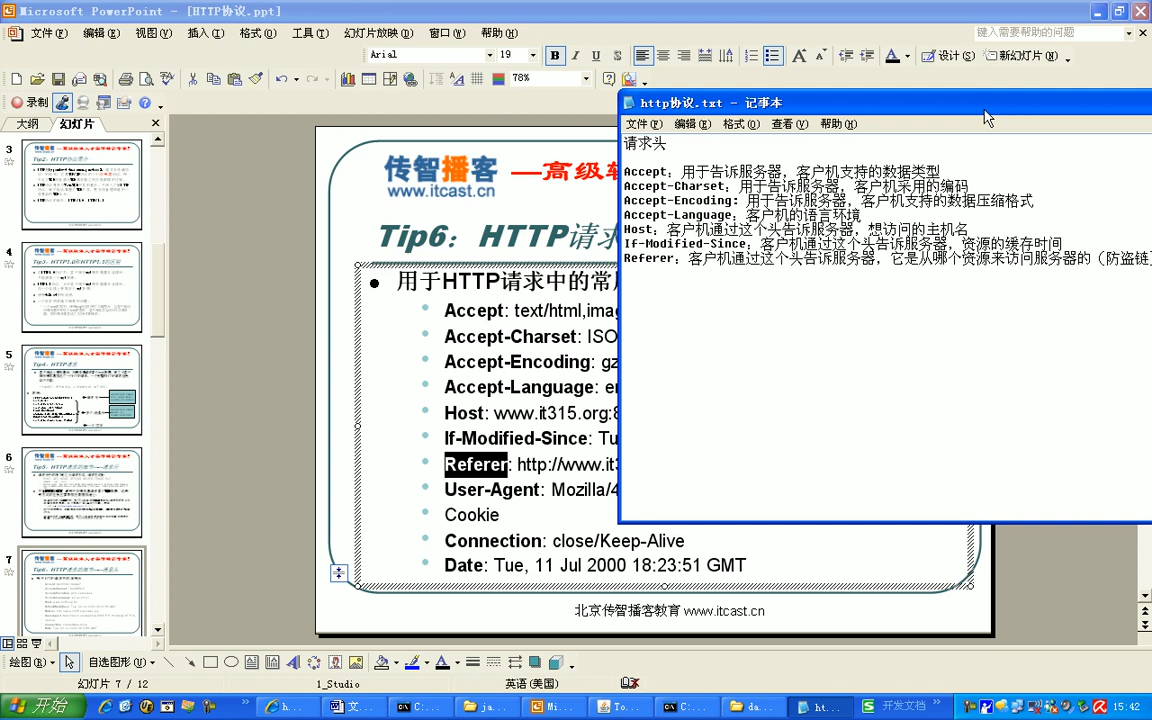 Microsoft PowerPoint - [HTTP协议.ppt]
文件(F) 编辑(E) 视图(V) 插入(I) 格式(O) 工具(T) 幻灯片放映(D) 窗口(W) 帮助(H) 键入需要帮助的问题
Arial 19 B I U S 设计(S) 新幻灯片(N)
78%
录制
大纲 幻灯片
3
4
5
6
7
传智播客
www.itcast.cn
Tip6：HTTP请求
用于HTTP请求中的常
Accept: text/html,imag
Accept-Charset: ISO
Accept-Encoding: gz
Accept-Language: en
Host: www.it315.org:8
If-Modified-Since: Tu
Referer: http://www.it3
User-Agent: Mozilla/4
Cookie
Connection: close/Keep-Alive
Date: Tue, 11 Jul 2000 18:23:51 GMT
北京传智播客教育 www.itcast.cn
http协议.txt - 记事本
文件(F) 编辑(E) 格式(O) 查看(V) 帮助(H)
请求头
Accept：用于告诉服务器，客户机支持的数据类型
Accept-Charset：用于告诉服务器，客户机采用的编码
Accept-Encoding：用于告诉服务器，客户机支持的数据压缩格式
Accept-Language：客户机的语言环境
Host：客户机通过这个头告诉服务器，想访问的主机名
If-Modified-Since：客户机通过这个头告诉服务器，资源的缓存时间
Referer：客户机通过这个头告诉服务器，它是从哪个资源来访问服务器的（防盗链
绘图(R) 自选图形(U)
幻灯片 7 / 12 1_Studio 英语(美国)
开始 h... 文... C:... ja... Mi... To... C:... da... ht... 开发文档 15:42